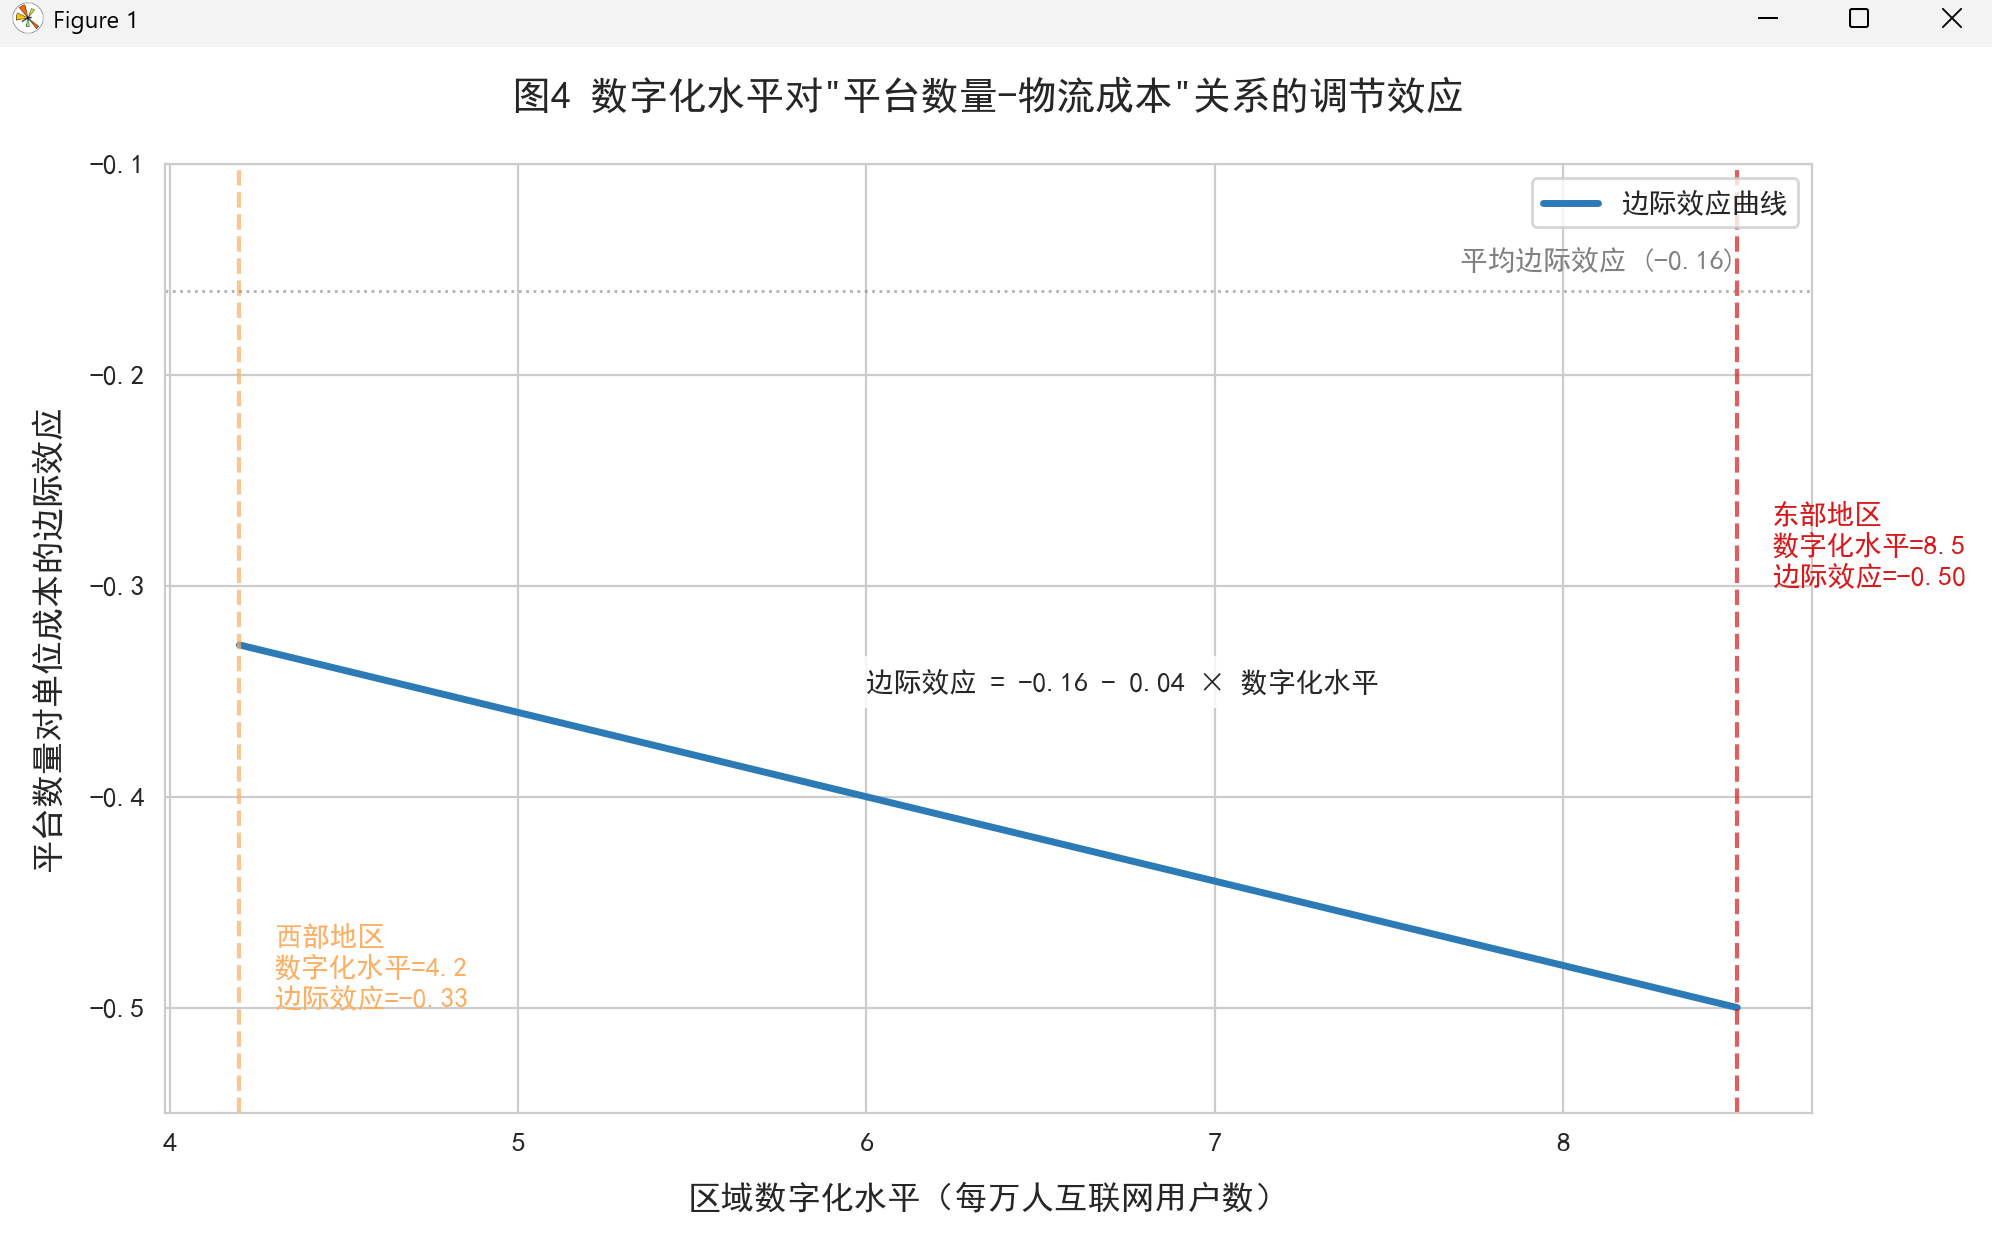 Figure 1
图4 数字化水平对"平台数量-物流成本"关系的调节效应
-0.1
-0.2
-0.3
-0.4
-0.5
平台数量对单位成本的边际效应
边际效应曲线
平均边际效应 (-0.16)
东部地区
数字化水平=8.5
边际效应=-0.50
边际效应 = -0.16 - 0.04 × 数字化水平
西部地区
数字化水平=4.2
边际效应=-0.33
4 5 6 7 8
区域数字化水平（每万人互联网用户数）